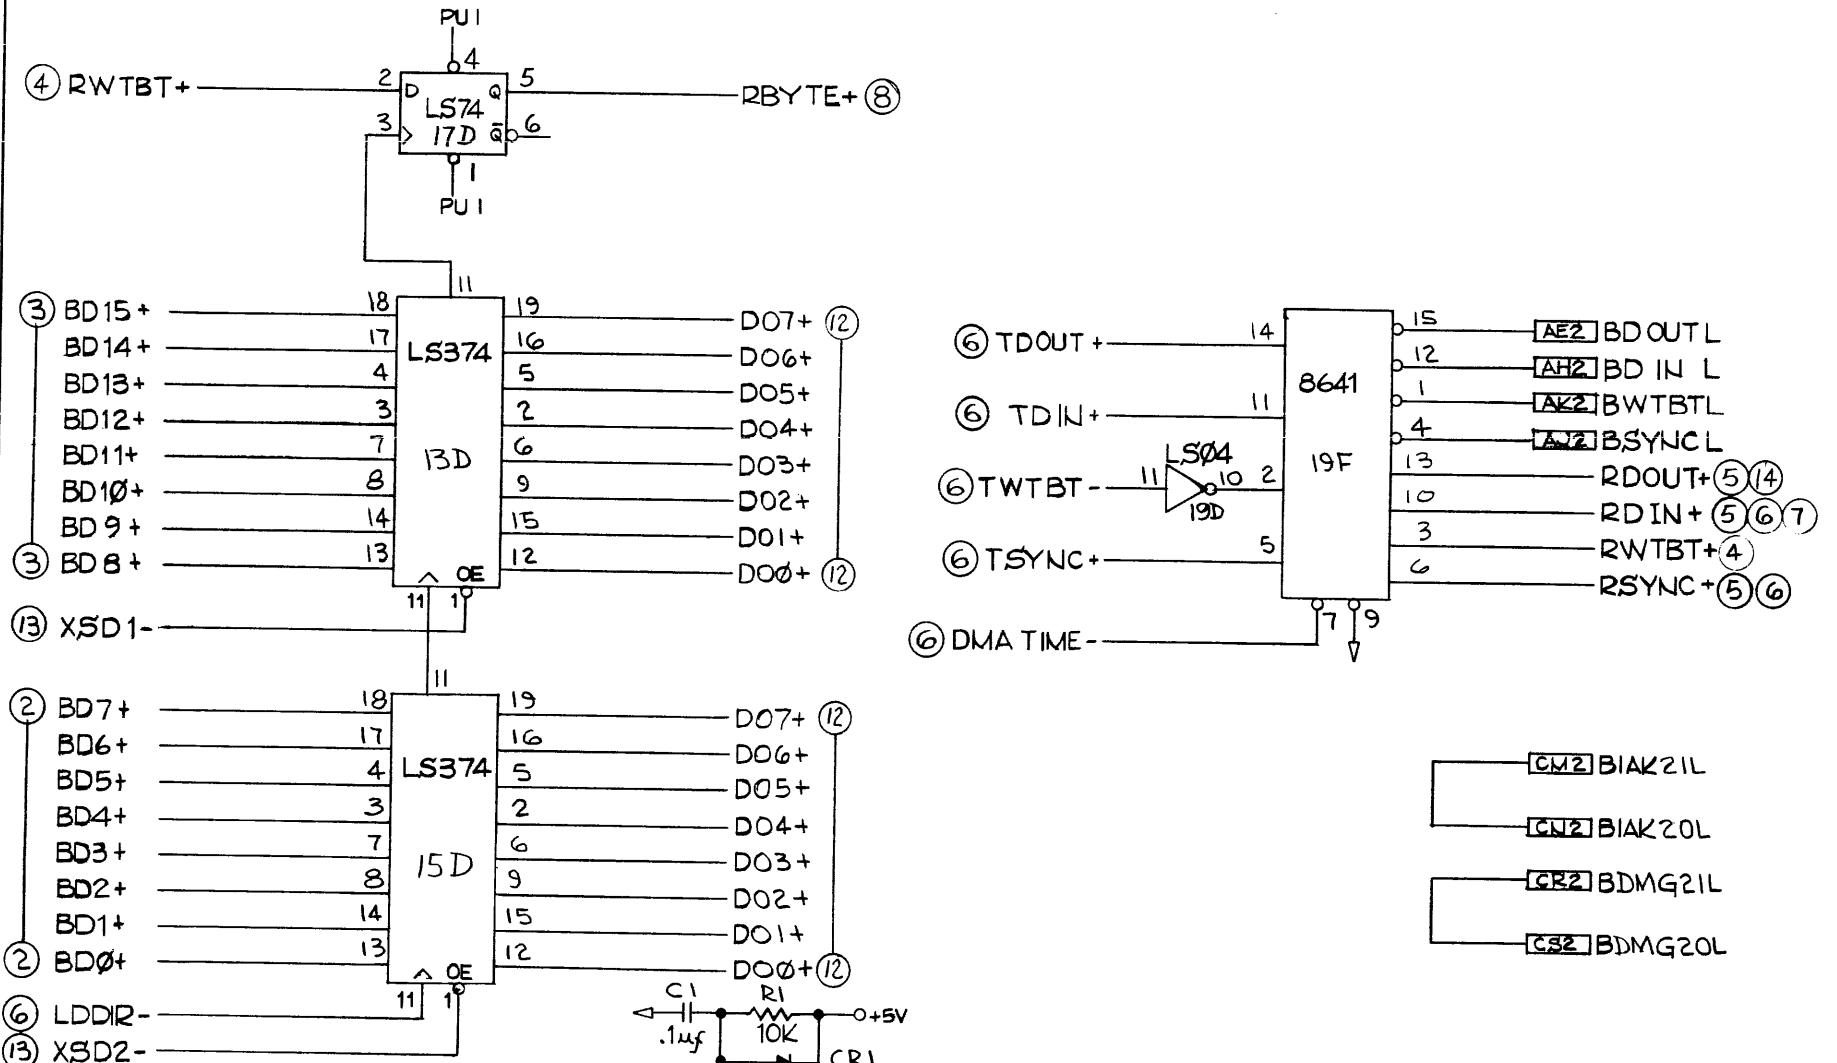 PU1
4
④ RWTBT+ 2 D Q 5 RBYTE+ ⑧
LS74
3 17D Q̅ 6
1
PU1
11
③ BD15+ 18 19 DO7+ ⑫
BD14+ 17 LS374 16 DO6+
BD13+ 4 5 DO5+
BD12+ 3 2 DO4+
BD11+ 7 13D 6 DO3+
BD1Ø+ 8 9 DO2+
BD9+ 14 15 DO1+
③ BD8+ 13 12 DOØ+ ⑫
OE
11 1
⑬ XSD1-
11
② BD7+ 18 19 DO7+ ⑫
BD6+ 17 16 DO6+
BD5+ 4 LS374 5 DO5+
BD4+ 3 2 DO4+
BD3+ 7 15D 6 DO3+
BD2+ 8 9 DO2+
BD1+ 14 15 DO1+
② BDØ+ 13 12 DOØ+ ⑫
OE
11 1
⑥ LDDIR-
⑬ XSD2-
C1 R1
+5V
.1µf 10K
CR1
⑥ TDOUT+ 14 15 AE2 BDOUTL
8641 12 AH2 BD IN L
⑥ TDIN+ 11 1 AK2 BWTBTL
4 AJ2 BSYNCL
LSØ4 19F 13 RDOUT+ ⑤ ⑭
⑥ TWTBT- 11 10 2 10 RDIN+ ⑤ ⑥ ⑦
19D
3 RWTBT+ ④
⑥ TSYNC+ 5 6 RSYNC+ ⑤ ⑥
7 9
⑥ DMA TIME-
CM2 BIAK21L
CN2 BIAK20L
CR2 BDMG21L
CS2 BDMG20L